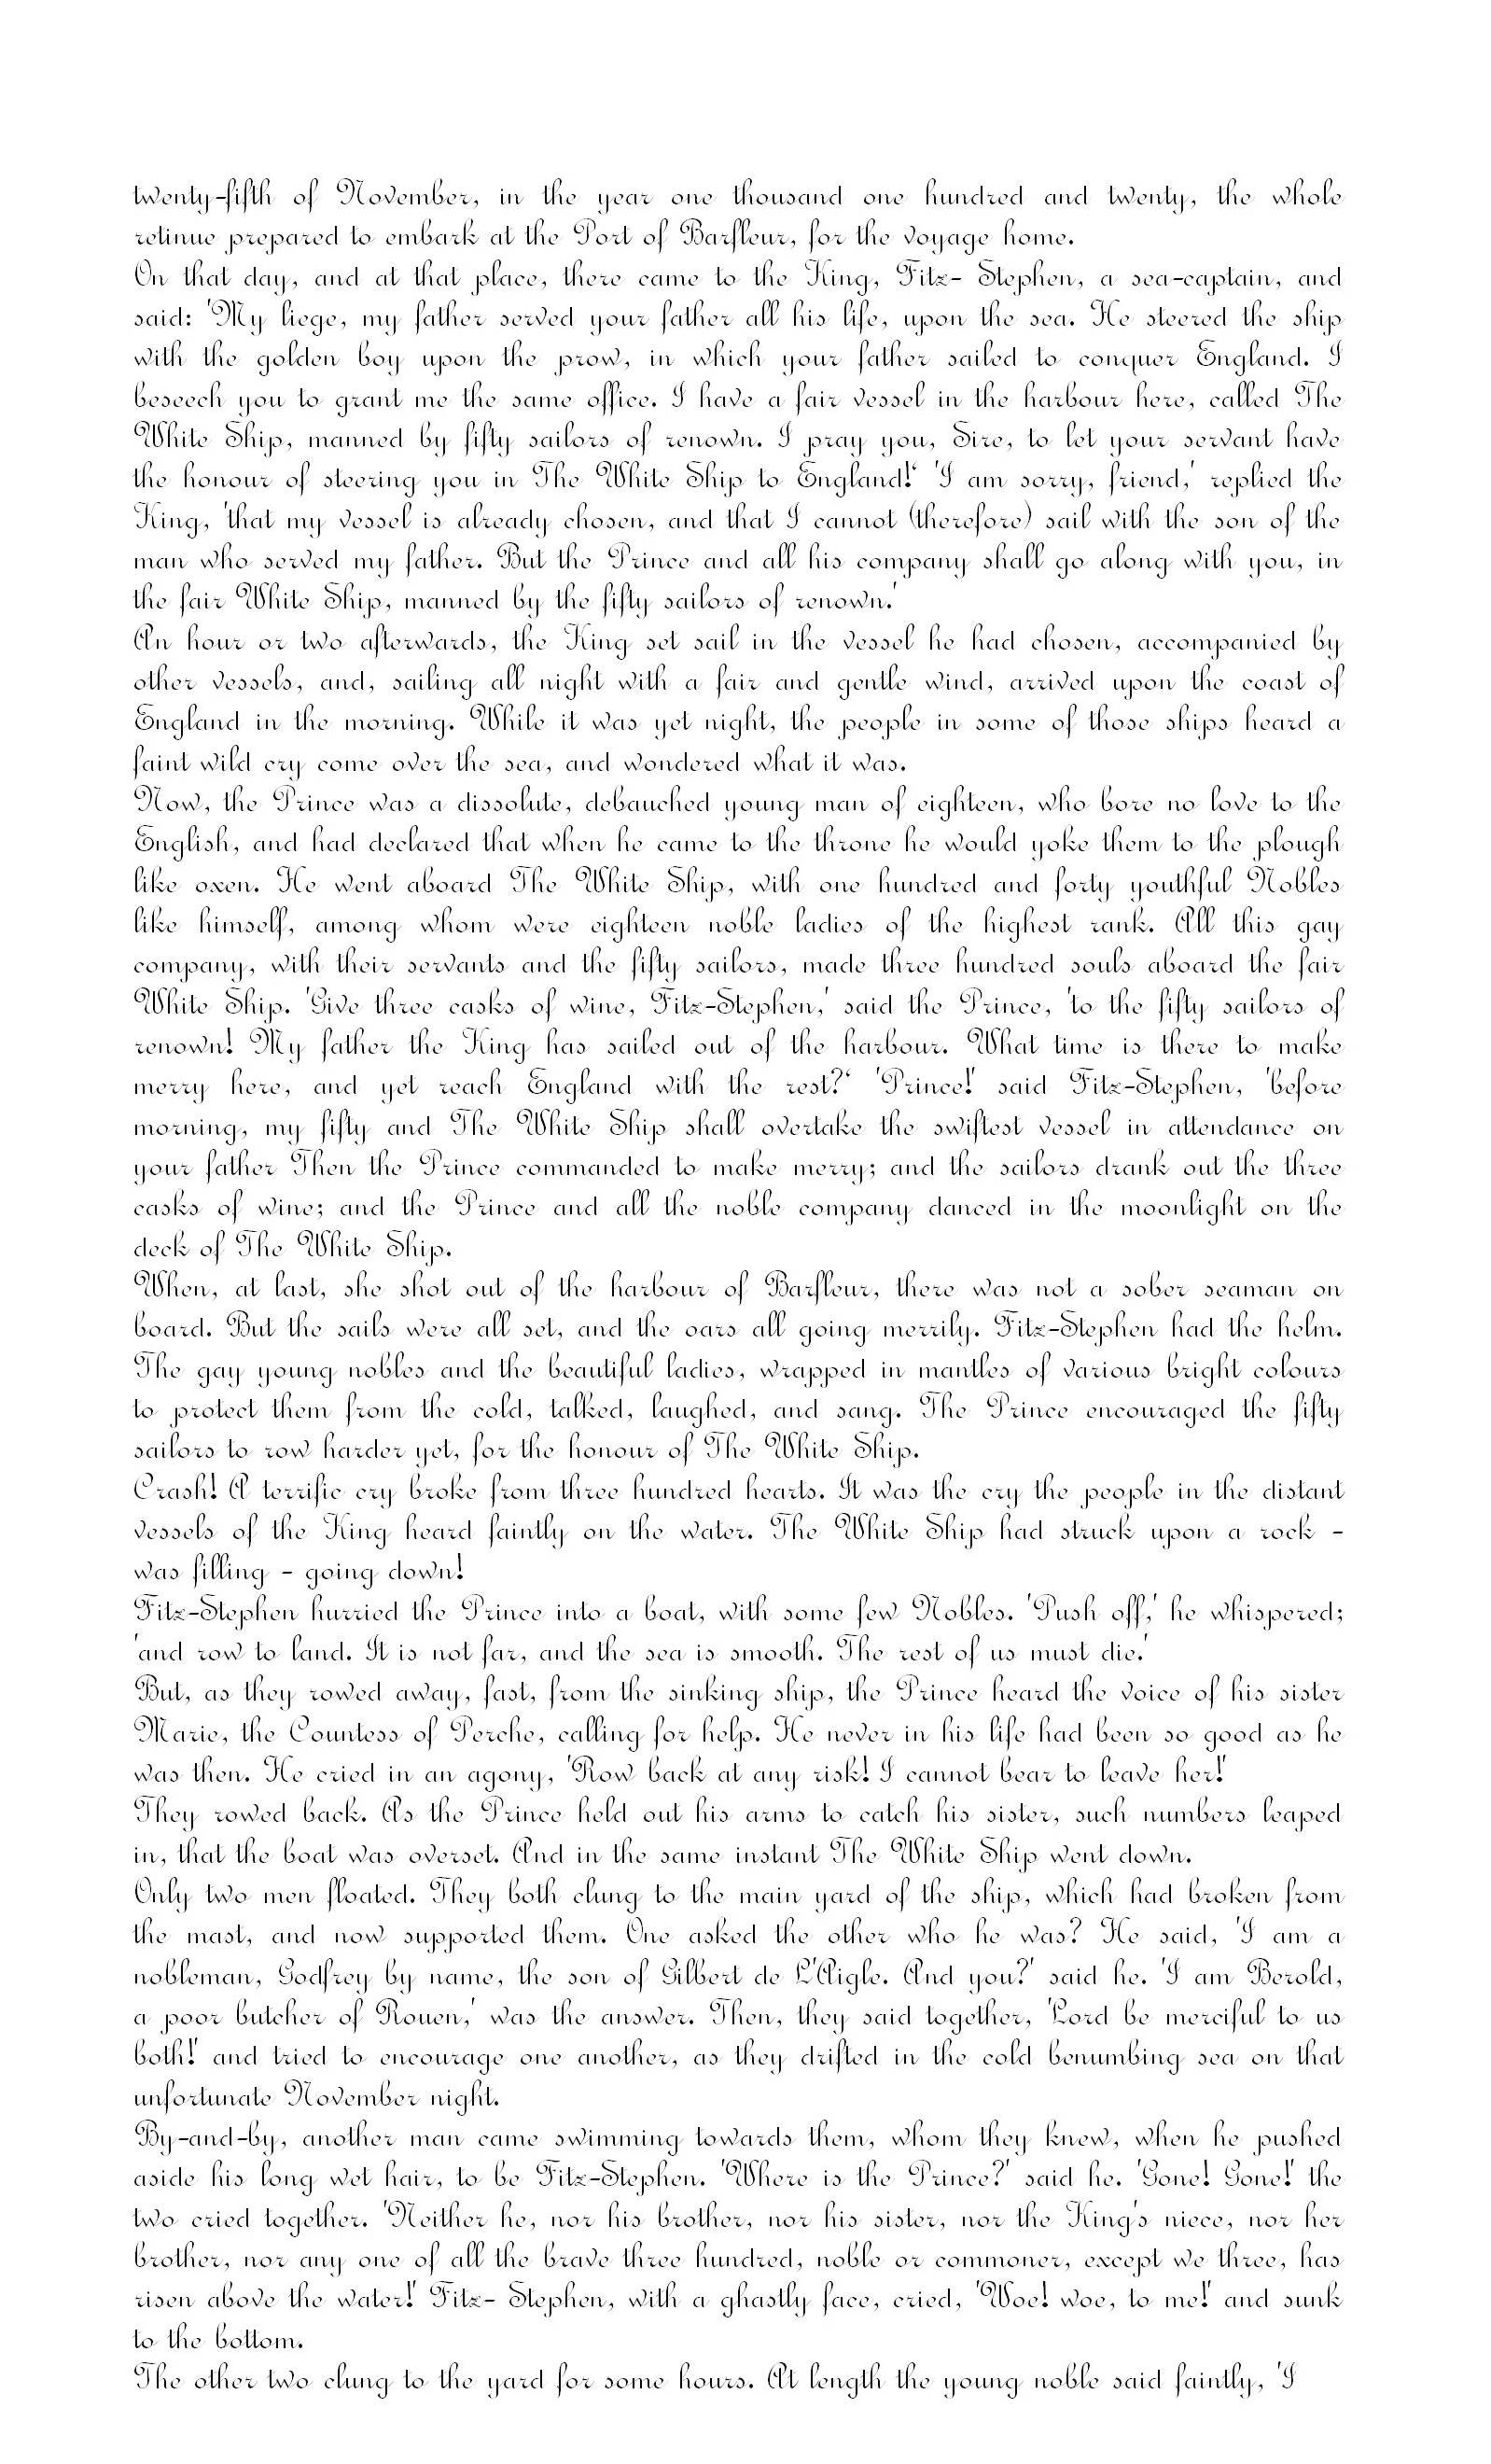 twenty-fifth of November, in the year one thousand one hundred and twenty, the whole
retinue prepared to embark at the Port of Barfleur, for the voyage home.
On that day, and at that place, there came to the King, Fitz- Stephen, a sea-captain, and
said: 'My liege, my father served your father all his life, upon the sea. He steered the ship
with the golden boy upon the prow, in which your father sailed to conquer England. I
beseech you to grant me the same office. I have a fair vessel in the harbour here, called The
White Ship, manned by fifty sailors of renown. I pray you, Sire, to let your servant have
the honour of steering you in The White Ship to England!‘ 'I am sorry, friend,' replied the
King, 'that my vessel is already chosen, and that I cannot (therefore) sail with the son of the
man who served my father. But the Prince and all his company shall go along with you, in
the fair White Ship, manned by the fifty sailors of renown.'
An hour or two afterwards, the King set sail in the vessel he had chosen, accompanied by
other vessels, and, sailing all night with a fair and gentle wind, arrived upon the coast of
England in the morning. While it was yet night, the people in some of those ships heard a
faint wild cry come over the sea, and wondered what it was.
Now, the Prince was a dissolute, debauched young man of eighteen, who bore no love to the
English, and had declared that when he came to the throne he would yoke them to the plough
like oxen. He went aboard The White Ship, with one hundred and forty youthful Nobles
like himself, among whom were eighteen noble ladies of the highest rank. All this gay
company, with their servants and the fifty sailors, made three hundred souls aboard the fair
White Ship. 'Give three casks of wine, Fitz-Stephen,' said the Prince, 'to the fifty sailors of
renown! My father the King has sailed out of the harbour. What time is there to make
merry here, and yet reach England with the rest?‘ 'Prince!' said Fitz-Stephen, 'before
morning, my fifty and The White Ship shall overtake the swiftest vessel in attendance on
your father Then the Prince commanded to make merry; and the sailors drank out the three
casks of wine; and the Prince and all the noble company danced in the moonlight on the
deck of The White Ship.
When, at last, she shot out of the harbour of Barfleur, there was not a sober seaman on
board. But the sails were all set, and the oars all going merrily. Fitz-Stephen had the helm.
The gay young nobles and the beautiful ladies, wrapped in mantles of various bright colours
to protect them from the cold, talked, laughed, and sang. The Prince encouraged the fifty
sailors to row harder yet, for the honour of The White Ship.
Crash! A terrific cry broke from three hundred hearts. It was the cry the people in the distant
vessels of the King heard faintly on the water. The White Ship had struck upon a rock -
was filling - going down!
Fitz-Stephen hurried the Prince into a boat, with some few Nobles. 'Push off,' he whispered;
'and row to land. It is not far, and the sea is smooth. The rest of us must die.'
But, as they rowed away, fast, from the sinking ship, the Prince heard the voice of his sister
Marie, the Countess of Perche, calling for help. He never in his life had been so good as he
was then. He cried in an agony, 'Row back at any risk! I cannot bear to leave her!'
They rowed back. As the Prince held out his arms to catch his sister, such numbers leaped
in, that the boat was overset. And in the same instant The White Ship went down.
Only two men floated. They both clung to the main yard of the ship, which had broken from
the mast, and now supported them. One asked the other who he was? He said, 'I am a
nobleman, Godfrey by name, the son of Gilbert de L'Aigle. And you?' said he. 'I am Berold,
a poor butcher of Rouen,' was the answer. Then, they said together, 'Lord be merciful to us
both!' and tried to encourage one another, as they drifted in the cold benumbing sea on that
unfortunate November night.
By-and-by, another man came swimming towards them, whom they knew, when he pushed
aside his long wet hair, to be Fitz-Stephen. 'Where is the Prince?' said he. 'Gone! Gone!' the
two cried together. 'Neither he, nor his brother, nor his sister, nor the King's niece, nor her
brother, nor any one of all the brave three hundred, noble or commoner, except we three, has
risen above the water!' Fitz- Stephen, with a ghastly face, cried, 'Woe! woe, to me!' and sunk
to the bottom.
The other two clung to the yard for some hours. At length the young noble said faintly, 'I